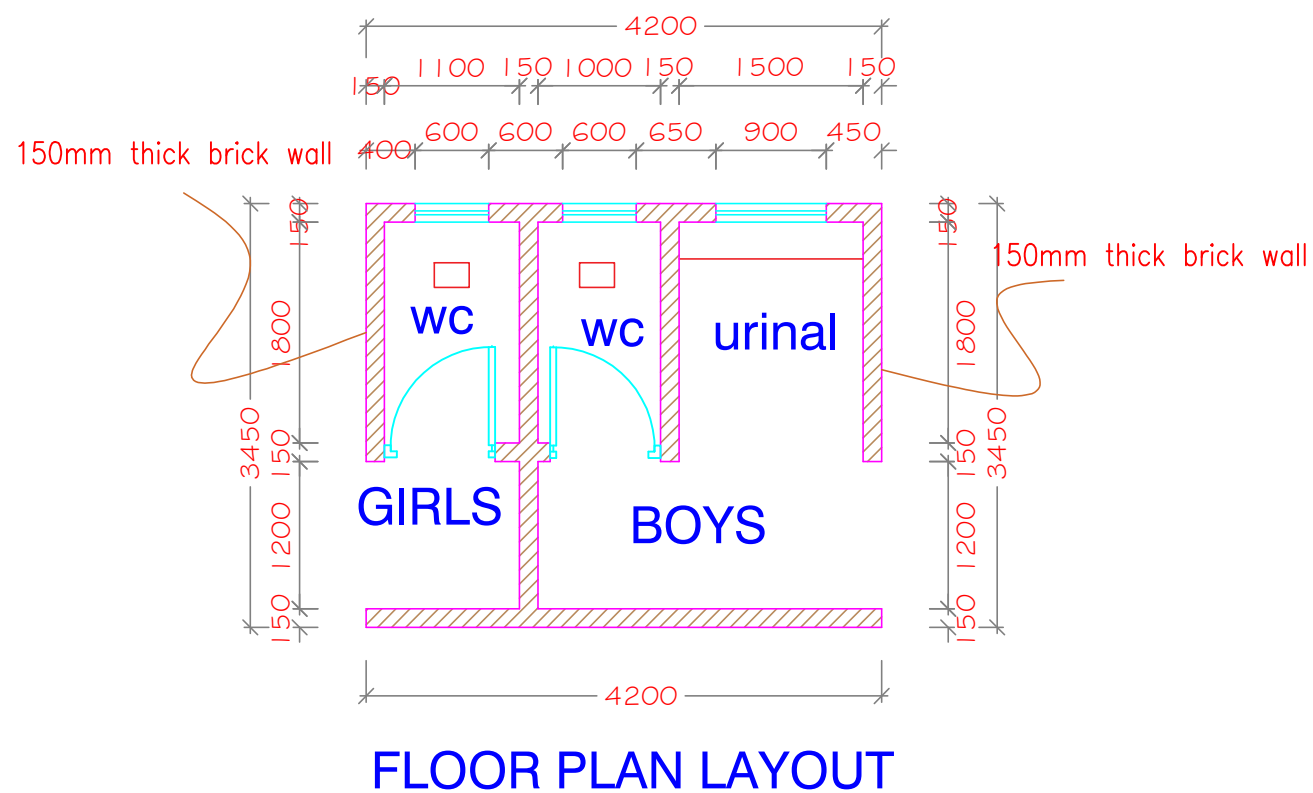 4200
150 1100 150 1000 150 1500 150
400 600 600 600 650 900 450
150mm thick brick wall
150mm thick brick wall
150
1800
150
1200
150
3450
150
1800
150
1200
150
3450
wc
wc
urinal
GIRLS
BOYS
4200
FLOOR PLAN LAYOUT